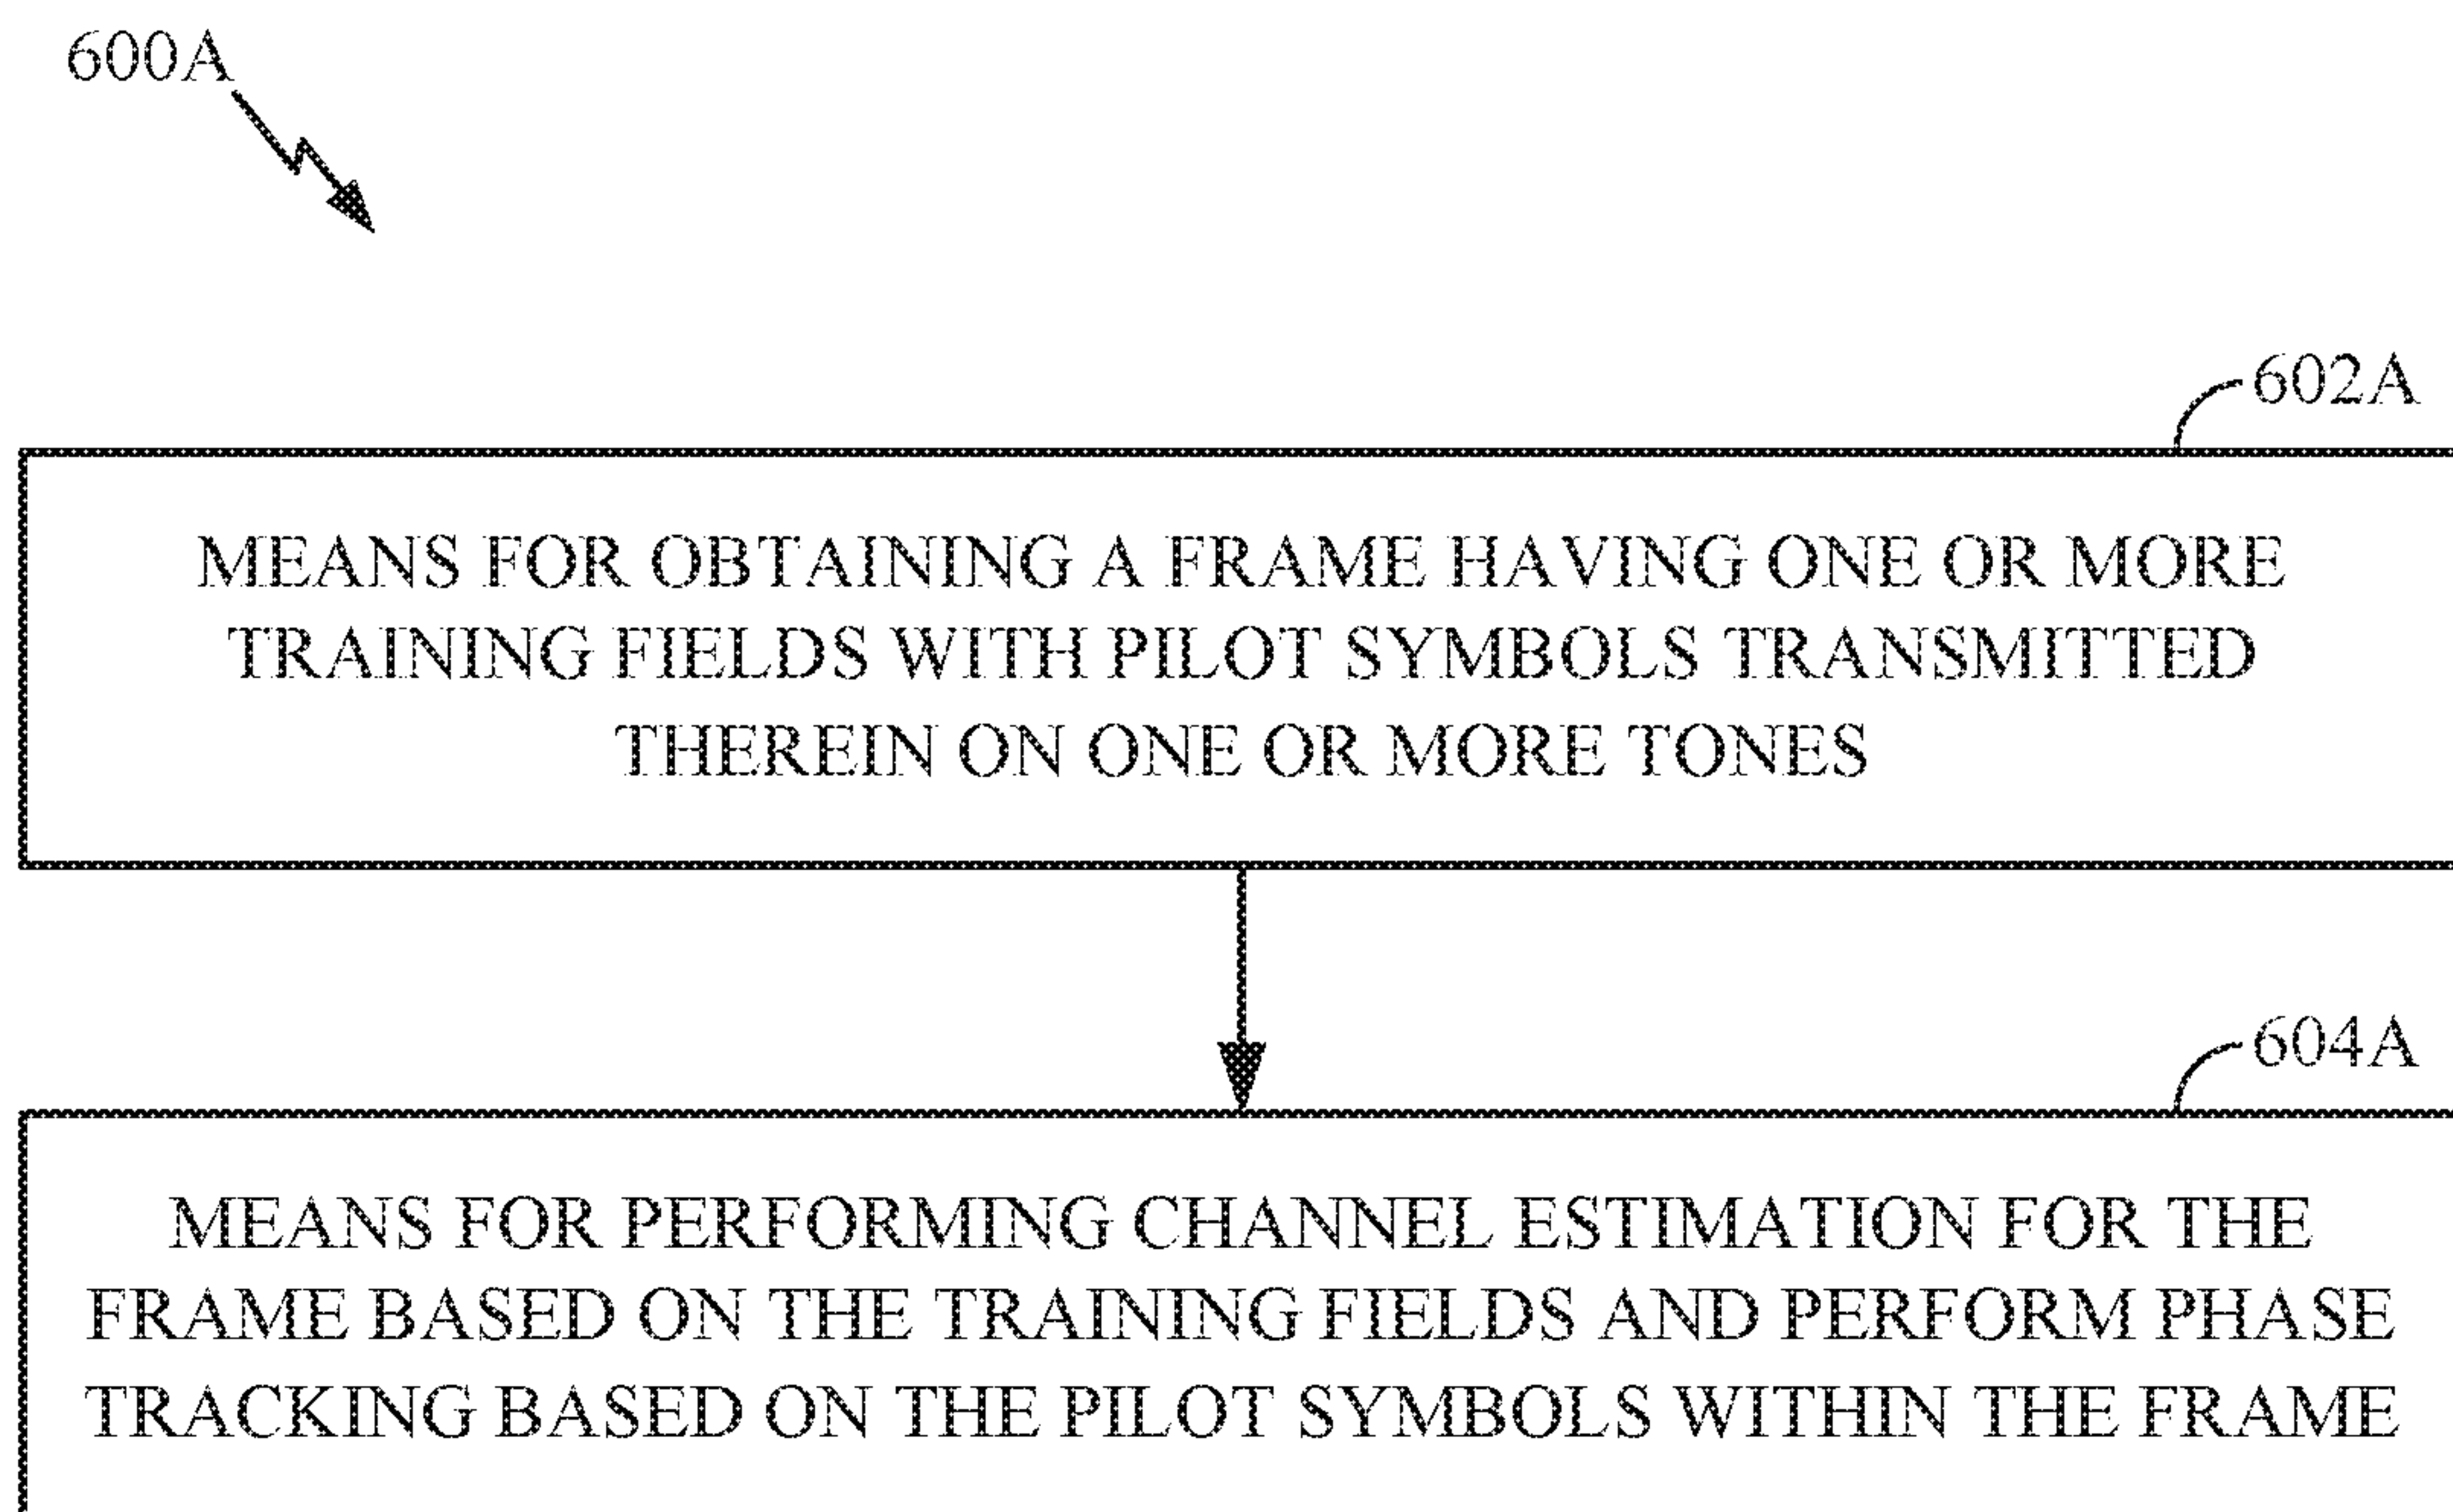 600A
602A
MEANS FOR OBTAINING A FRAME HAVING ONE OR MORE
TRAINING FIELDS WITH PILOT SYMBOLS TRANSMITTED
THEREIN ON ONE OR MORE TONES
604A
MEANS FOR PERFORMING CHANNEL ESTIMATION FOR THE
FRAME BASED ON THE TRAINING FIELDS AND PERFORM PHASE
TRACKING BASED ON THE PILOT SYMBOLS WITHIN THE FRAME